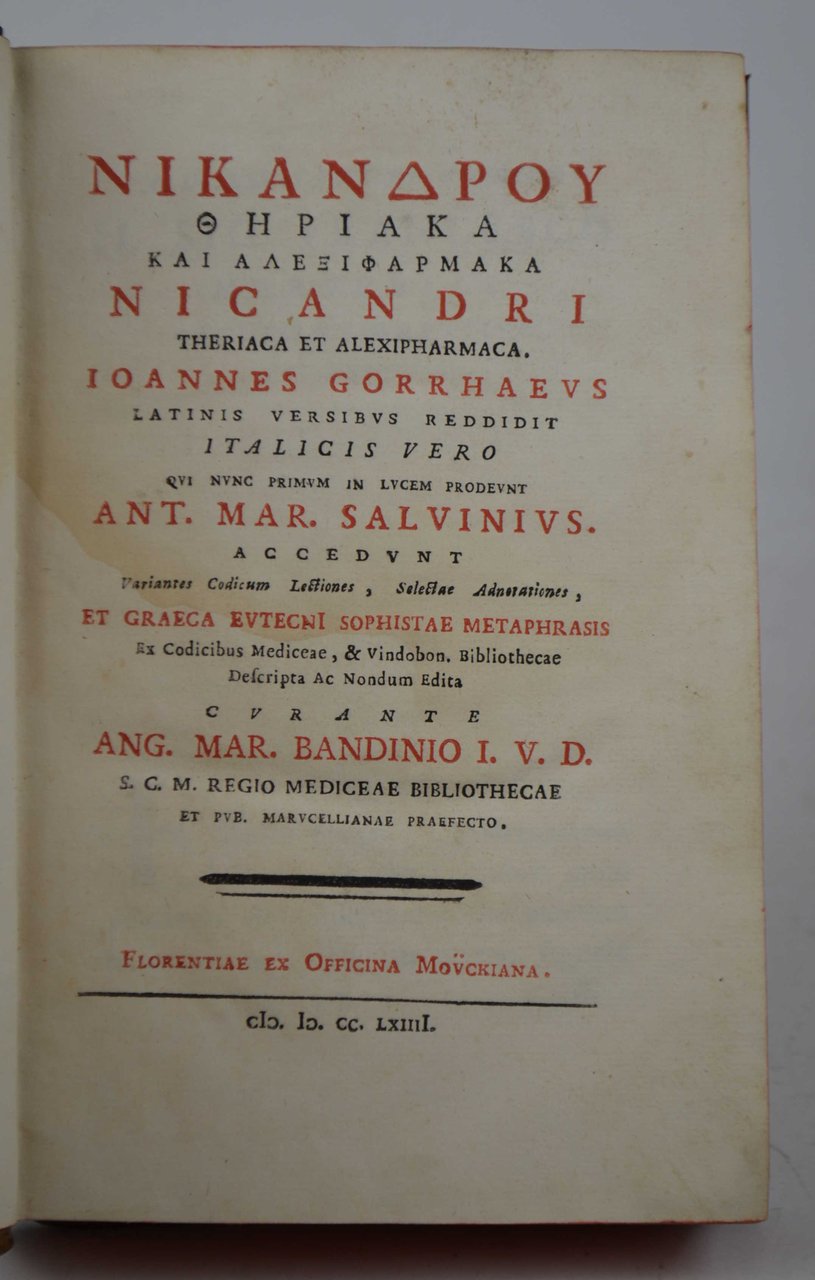 ΝΙΚΑΝΔΡΟΥ
ΘΗΡΙΑΚΑ
ΚΑΙ ΑΛΕΞΙΦΑΡΜΑΚΑ
NICANDRI
THERIACA ET ALEXIPHARMACA.
IOANNES GORRHAEVS
LATINIS VERSIBVS REDDIDIT
ITALICIS VERO
QVI NVNC PRIMVM IN LVCEM PRODEVNT
ANT. MAR. SALVINIVS.
ACCEDVNT
Variantes Codicum Lectiones, Selectae Adnotationes,
ET GRAECA EVTECNI SOPHISTAE METAPHRASIS
Ex Codicibus Mediceae, & Vindobon. Bibliothecae
Deſcripta Ac Nondum Edita
CVRANTE
ANG. MAR. BANDINIO I. V. D.
S. C. M. REGIO MEDICEAE BIBLIOTHECAE
ET PVB. MARVCELLIANAE PRAEFECTO.
FLORENTIAE EX OFFICINA MOV̈CKIANA.
cIɔ. Iɔ. CC. LXIIII.